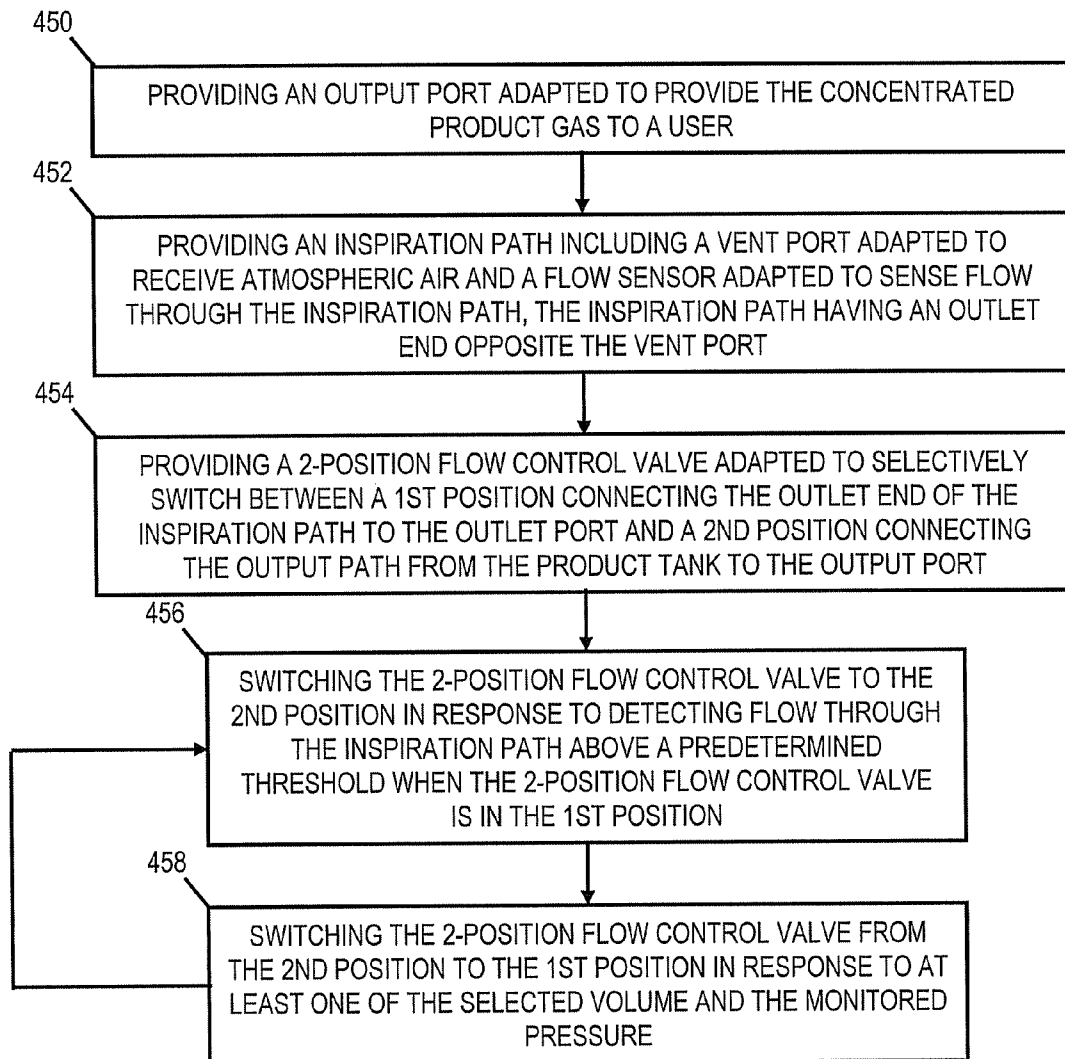 450
PROVIDING AN OUTPUT PORT ADAPTED TO PROVIDE THE CONCENTRATED
PRODUCT GAS TO A USER
452
PROVIDING AN INSPIRATION PATH INCLUDING A VENT PORT ADAPTED TO
RECEIVE ATMOSPHERIC AIR AND A FLOW SENSOR ADAPTED TO SENSE FLOW
THROUGH THE INSPIRATION PATH, THE INSPIRATION PATH HAVING AN OUTLET
END OPPOSITE THE VENT PORT
454
PROVIDING A 2-POSITION FLOW CONTROL VALVE ADAPTED TO SELECTIVELY
SWITCH BETWEEN A 1ST POSITION CONNECTING THE OUTLET END OF THE
INSPIRATION PATH TO THE OUTLET PORT AND A 2ND POSITION CONNECTING
THE OUTPUT PATH FROM THE PRODUCT TANK TO THE OUTPUT PORT
456
SWITCHING THE 2-POSITION FLOW CONTROL VALVE TO THE
2ND POSITION IN RESPONSE TO DETECTING FLOW THROUGH
THE INSPIRATION PATH ABOVE A PREDETERMINED
THRESHOLD WHEN THE 2-POSITION FLOW CONTROL VALVE
IS IN THE 1ST POSITION
458
SWITCHING THE 2-POSITION FLOW CONTROL VALVE FROM
THE 2ND POSITION TO THE 1ST POSITION IN RESPONSE TO AT
LEAST ONE OF THE SELECTED VOLUME AND THE MONITORED
PRESSURE